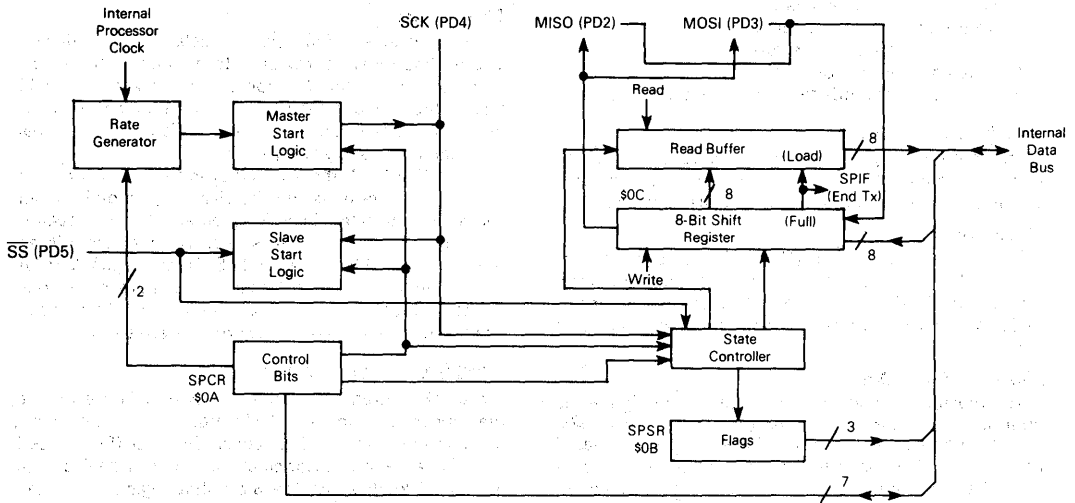 Internal
Processor
Clock
SCK (PD4)
MISO (PD2)
MOSI (PD3)
Rate
Generator
Master
Start
Logic
Read
Read Buffer
(Load)
8
Internal
Data
Bus
SPIF
(End Tx)
$0C
8
8-Bit Shift
Register
(Full)
8
SS (PD5)
Slave
Start
Logic
2
Write
State
Controller
Control
Bits
SPCR
$0A
SPSR
$0B
Flags
3
7